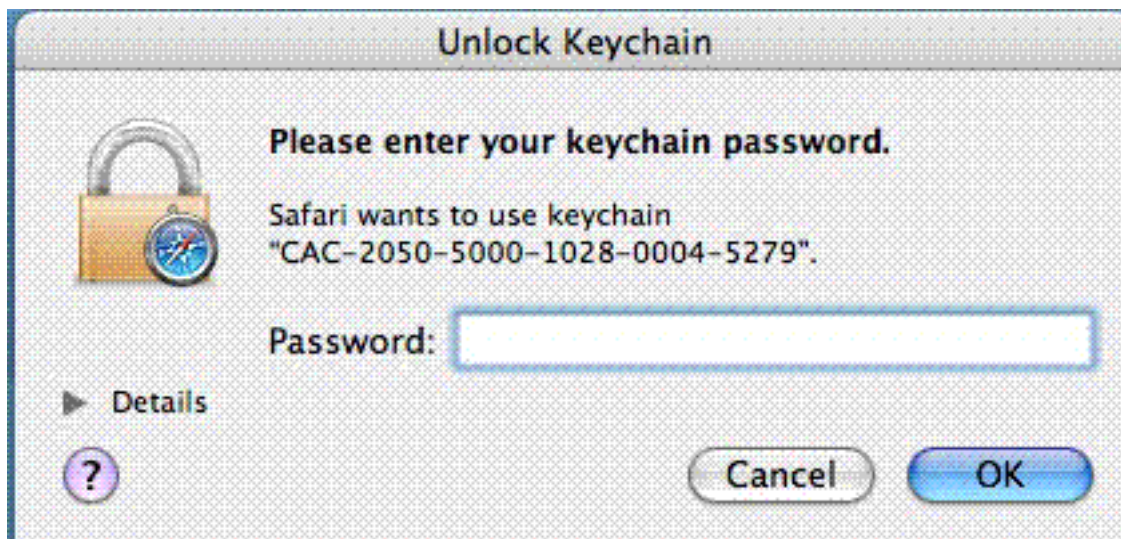 Unlock Keychain
Please enter your keychain password.
Safari wants to use keychain
“CAC-2050-5000-1028-0004-5279”.
Password:
Details
?
Cancel
OK